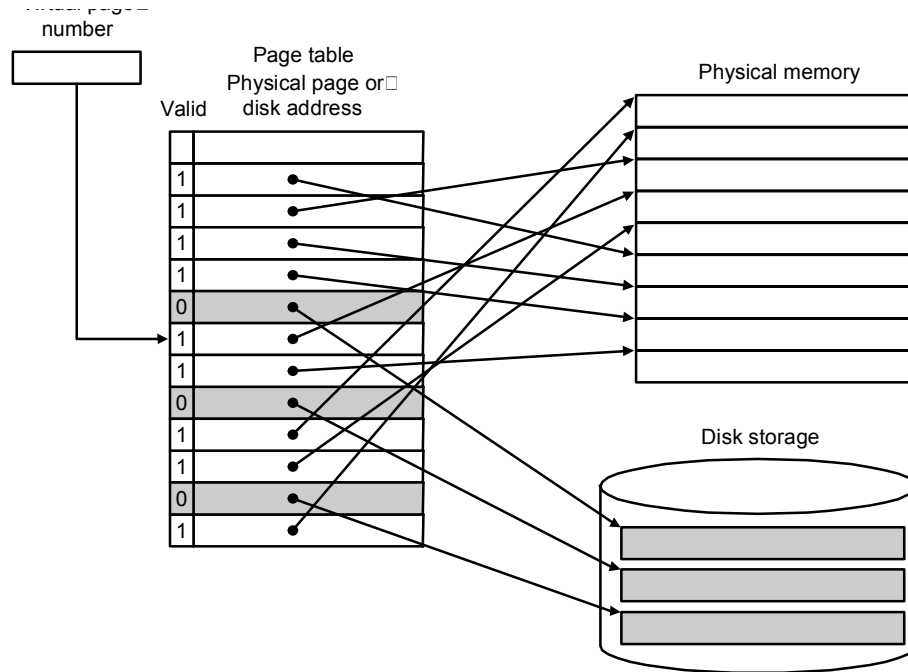 number
Page table
Physical page or□
disk address
Valid
Physical memory
1
1
1
1
0
1
1
0
1
1
0
1
Disk storage